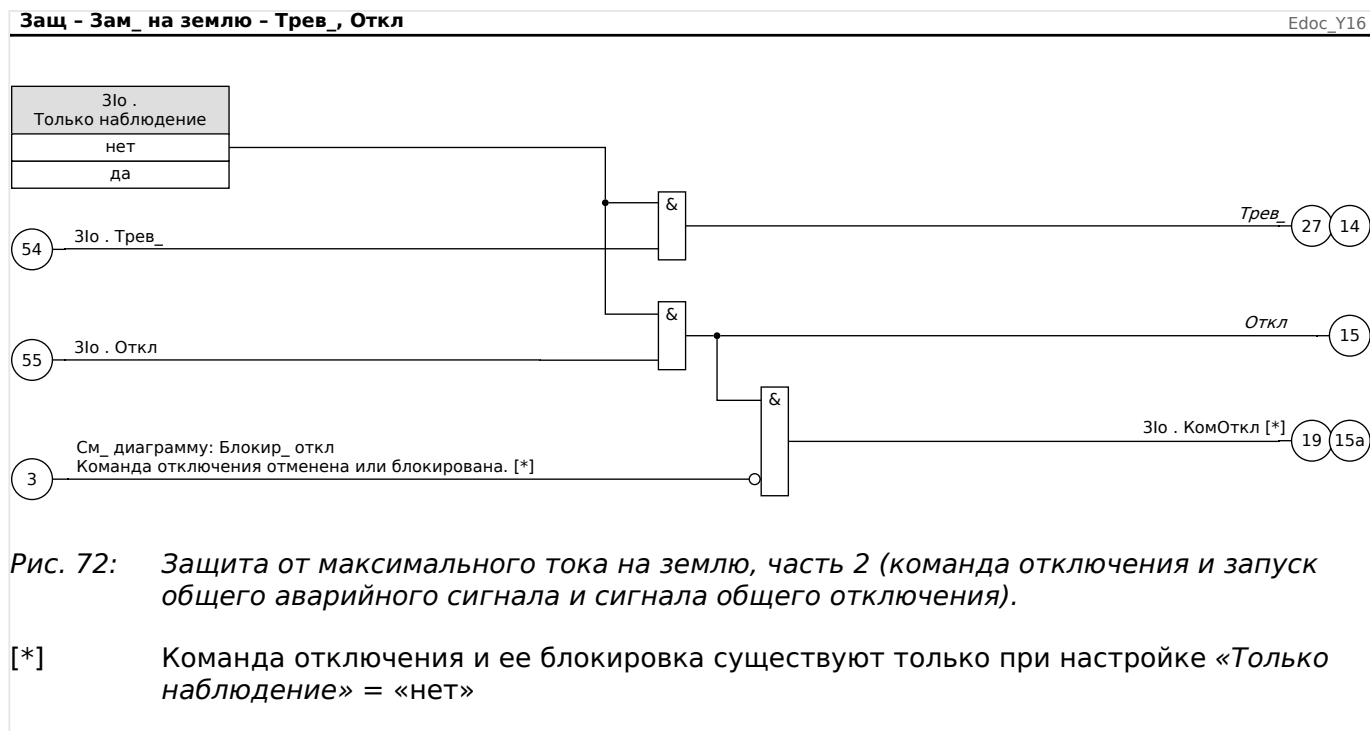 Защ – Зам_ на землю – Трев_, Откл
Edoc_Y16
3Io .
Только наблюдение
нет
да
&
Трев_
27 14
54
3Io . Трев_
&
Откл
15
55
3Io . Откл
&
3Io . КомОткл [*]
19 15a
См_ диаграмму: Блокир_ откл
Команда отключения отменена или блокирована. [*]
3
Рис. 72: Защита от максимального тока на землю, часть 2 (команда отключения и запуск
общего аварийного сигнала и сигнала общего отключения).
[*] Команда отключения и ее блокировка существуют только при настройке «Только
наблюдение» = «нет»